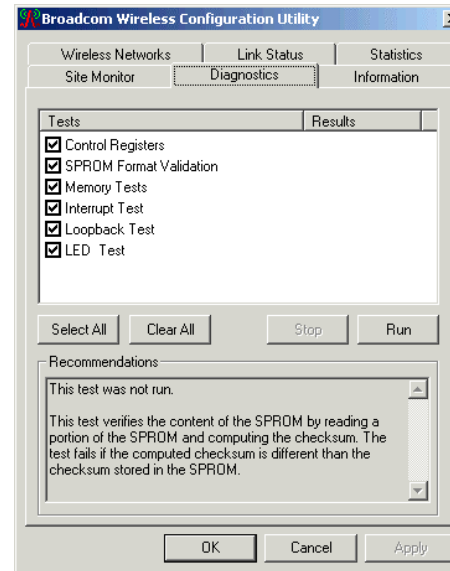 Broadcom Wireless Configuration Utility
Wireless Networks Link Status Statistics
Site Monitor Diagnostics Information
Tests Results
Control Registers
SPROM Format Validation
Memory Tests
Interrupt Test
Loopback Test
LED Test
Select All Clear All Stop Run
Recommendations
This test was not run.
This test verifies the content of the SPROM by reading a
portion of the SPROM and computing the checksum. The
test fails if the computed checksum is different than the
checksum stored in the SPROM.
OK Cancel Apply